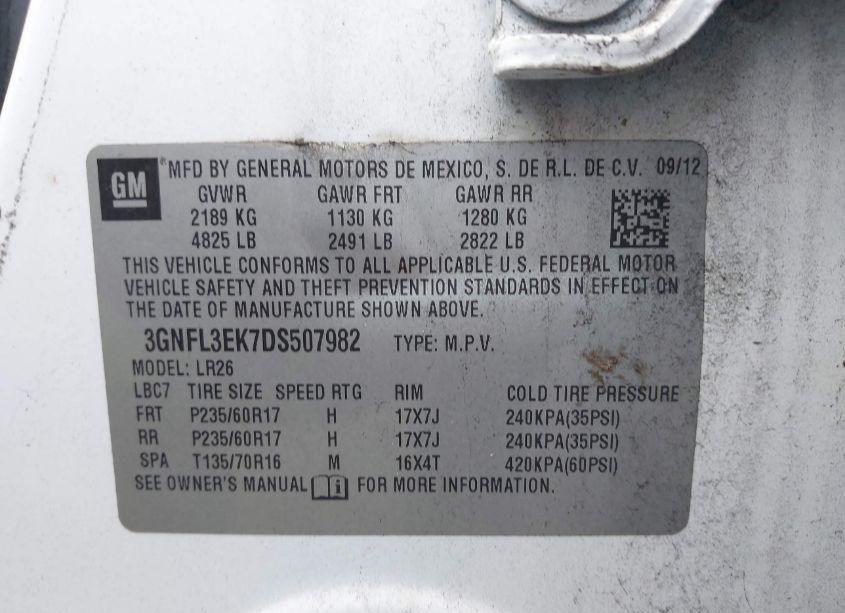 GM ®MFD BY GENERAL MOTORS DE MEXICO, S. DE R.L. DE C.V. 09/12
GVWR GAWR FRT GAWR RR
2189 KG 1130 KG 1280 KG
4825 LB 2491 LB 2822 LB
THIS VEHICLE CONFORMS TO ALL APPLICABLE U.S. FEDERAL MOTOR
VEHICLE SAFETY AND THEFT PREVENTION STANDARDS IN EFFECT ON
THE DATE OF MANUFACTURE SHOWN ABOVE.
3GNFL3EK7DS507982 TYPE: M.P.V.
MODEL: LR26
LBC7 TIRE SIZE SPEED RTG RIM COLD TIRE PRESSURE
FRT P235/60R17 H 17X7J 240KPA(35PSI)
RR P235/60R17 H 17X7J 240KPA(35PSI)
SPA T135/70R16 M 16X4T 420KPA(60PSI)
SEE OWNER'S MANUAL i FOR MORE INFORMATION.